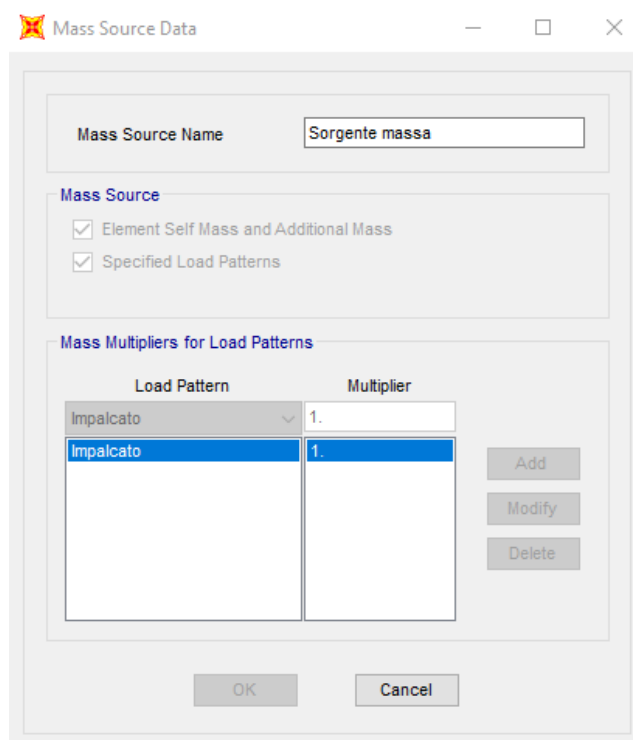 Mass Source Data
Mass Source Name Sorgente massa
Mass Source
Element Self Mass and Additional Mass
Specified Load Patterns
Mass Multipliers for Load Patterns
Load Pattern Multiplier
Impalcato 1.
Impalcato 1.
Add
Modify
Delete
OK Cancel